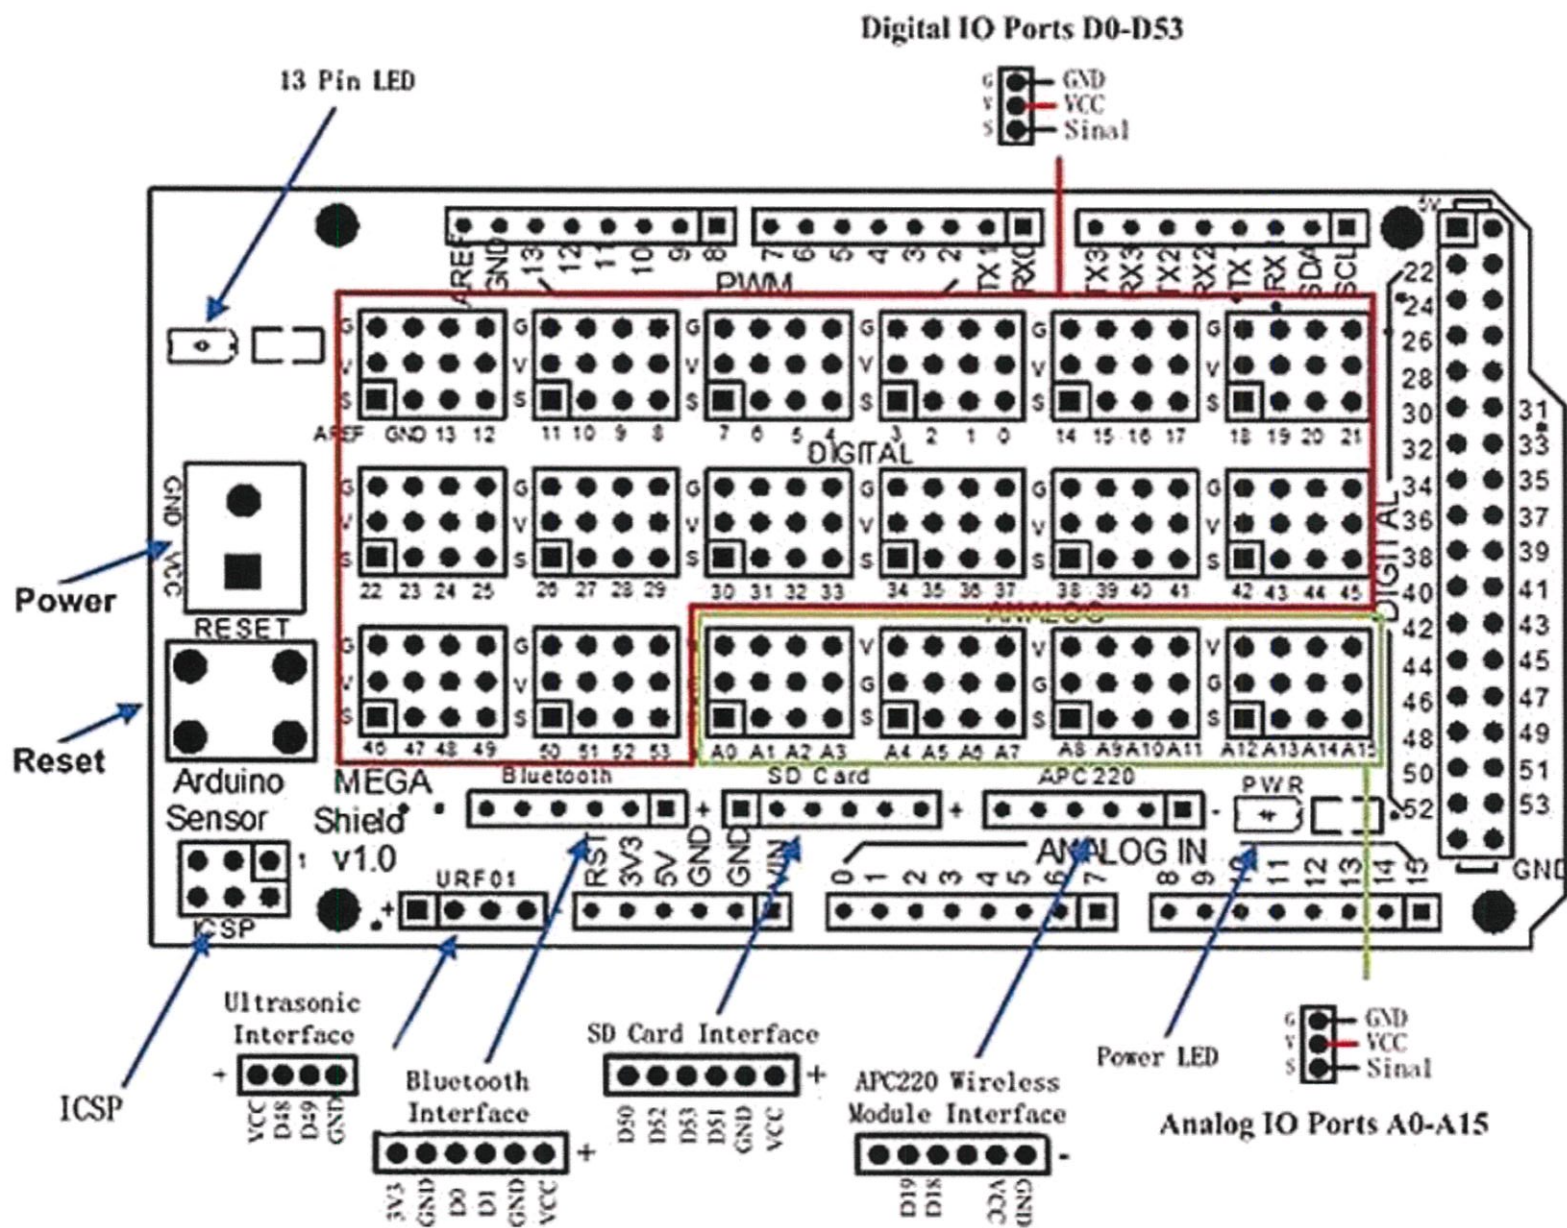 Digital IO Ports D0-D53
G GND
V VCC
S Sinal
13 Pin LED
5V
AREF GND 13 12 11 10 9 8
7 6 5 4 3 2 TX 1 RX0
TX3 RX3 TX2 RX2 TX 1 RX 1 SDA SCL
PWM
G G G G G G
V V V V V V
S S S S S S
AREF GND 13 12 11 10 9 8 7 6 5 4 3 2 1 0 14 15 16 17 18 19 20 21
DIGITAL
G G G G G G
V V V V V V
S S S S S S
22 23 24 25 26 27 28 29 30 31 32 33 34 35 36 37 38 39 40 41 42 43 44 45
ANALOG
G G V V V
V V G G G
S S S S S
46 47 48 49 50 51 52 53 A0 A1 A2 A3 A4 A5 A6 A7 A8 A9 A10 A11 A12 A13 A14 A15
GND VCC
Power
RESET
Reset
DIGITAL
22
24
26
28
30 31
32 33
34 35
36 37
38 39
40 41
42 43
44 45
46 47
48 49
50 51
52 53
GND
Arduino MEGA
Sensor Shield
v1.0
Bluetooth
+
SD Card
+
APC220
-
PWR
1
ICSP
URF01
+
RST 3V3 5V GND GND VIN
ANALOG IN
0 1 2 3 4 5 6 7
8 9 10 11 12 13 14 15
Ultrasonic
Interface
+
VCC D48 D49 GND
ICSP
Bluetooth
Interface
+
3V3 GND D0 D1 GND VCC
SD Card Interface
+
D50 D52 D53 D51 GND VCC
APC220 Wireless
Module Interface
-
D19 D18 VCC GND
Power LED
G GND
V VCC
S Sinal
Analog IO Ports A0-A15